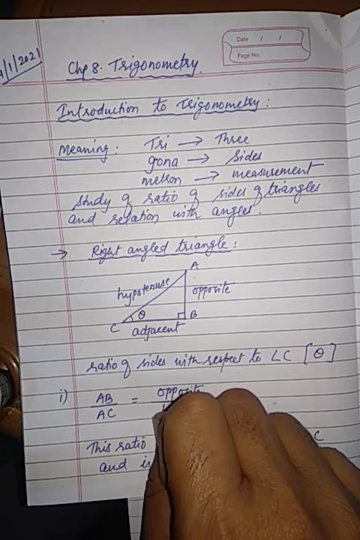 /1/2021
Date / /
Page No.
Chp 8. Trigonometry.
Introduction to Trigonometry:
Meaning: Tri → Three
gona → Sides
metron → measurement
Study of ratio of sides of triangles
and relation with angles.
→ Right angled triangle:
A
hypotenuse
opposite
C θ B
adjacent
ratio of sides with respect to ∠C [θ]
i) AB/AC = opposite
This ratio C
and is